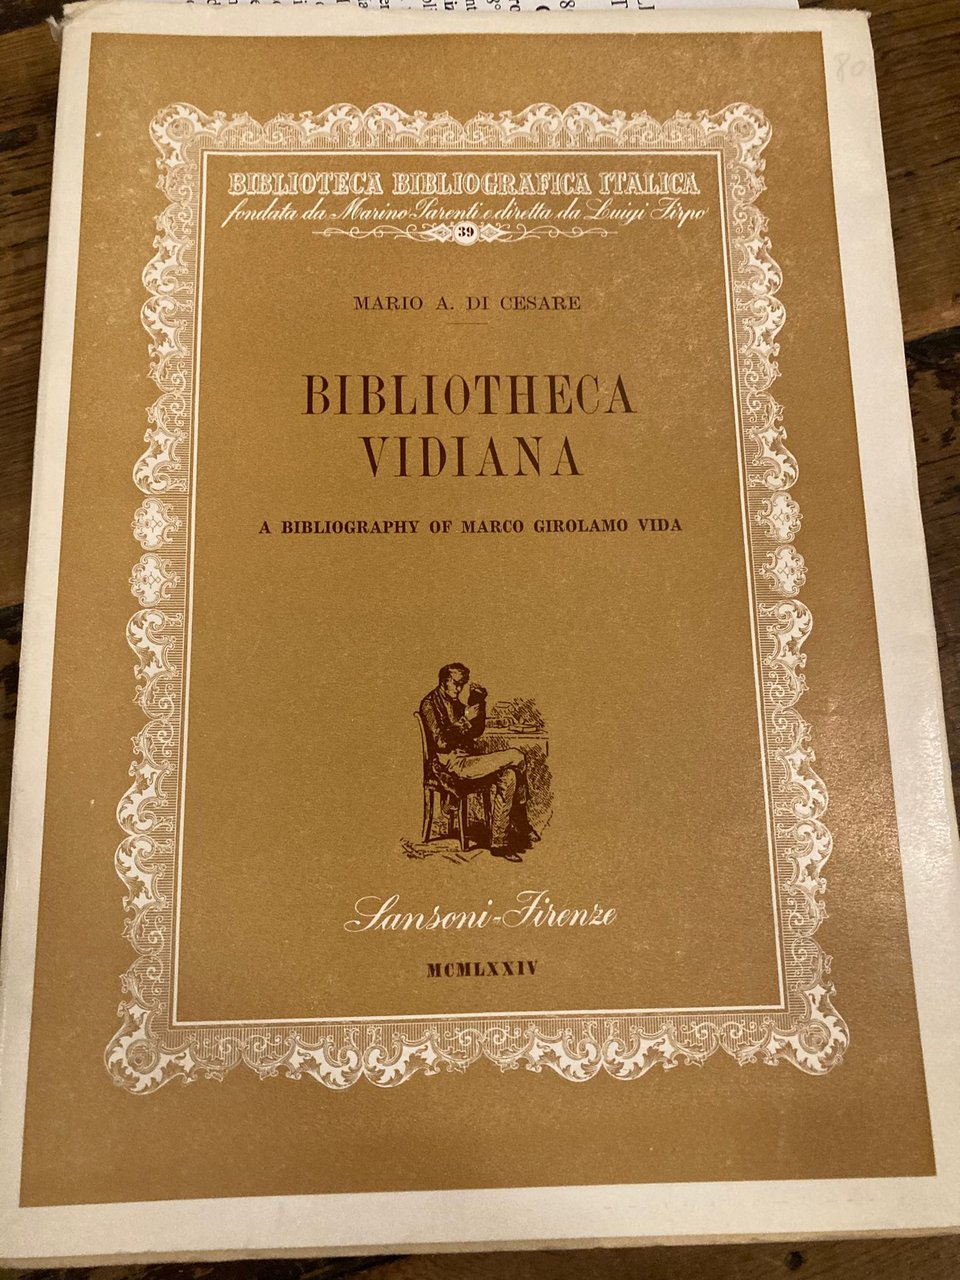 80
BIBLIOTECA BIBLIOGRAFICA ITALICA
fondata da Marino Parenti e diretta da Luigi Firpo
39
MARIO A. DI CESARE
BIBLIOTHECA
VIDIANA
A BIBLIOGRAPHY OF MARCO GIROLAMO VIDA
Sansoni-Firenze
MCMLXXIV